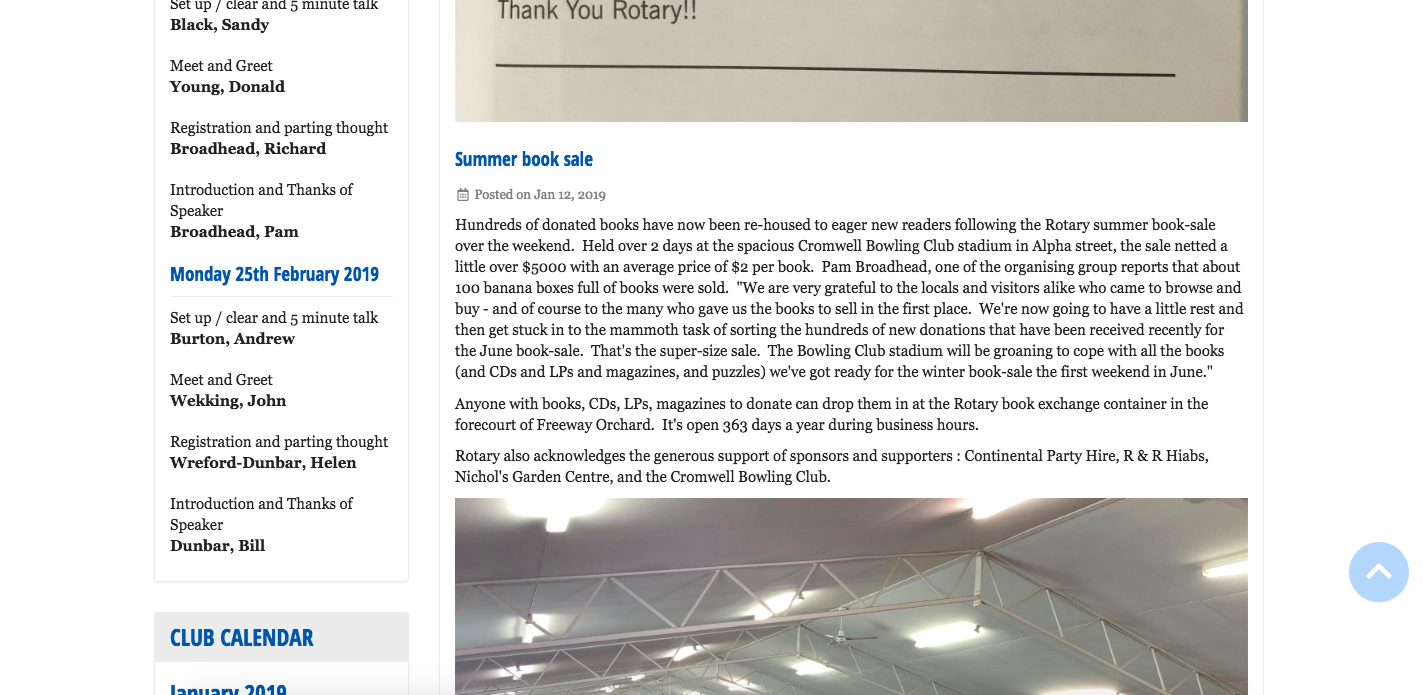 Set up / clear and 5 minute talk
Black, Sandy
Meet and Greet
Young, Donald
Registration and parting thought
Broadhead, Richard
Introduction and Thanks of
Speaker
Broadhead, Pam
Monday 25th February 2019
Set up / clear and 5 minute talk
Burton, Andrew
Meet and Greet
Wekking, John
Registration and parting thought
Wreford-Dunbar, Helen
Introduction and Thanks of
Speaker
Dunbar, Bill
CLUB CALENDAR
January 2019
Thank You Rotary!!
Summer book sale
Posted on Jan 12, 2019
Hundreds of donated books have now been re-housed to eager new readers following the Rotary summer book-sale
over the weekend.  Held over 2 days at the spacious Cromwell Bowling Club stadium in Alpha street, the sale netted a
little over $5000 with an average price of $2 per book.  Pam Broadhead, one of the organising group reports that about
100 banana boxes full of books were sold.  "We are very grateful to the locals and visitors alike who came to browse and
buy - and of course to the many who gave us the books to sell in the first place.  We're now going to have a little rest and
then get stuck in to the mammoth task of sorting the hundreds of new donations that have been received recently for
the June book-sale.  That's the super-size sale.  The Bowling Club stadium will be groaning to cope with all the books
(and CDs and LPs and magazines, and puzzles) we've got ready for the winter book-sale the first weekend in June."
Anyone with books, CDs, LPs, magazines to donate can drop them in at the Rotary book exchange container in the
forecourt of Freeway Orchard.  It's open 363 days a year during business hours.
Rotary also acknowledges the generous support of sponsors and supporters : Continental Party Hire, R & R Hiabs,
Nichol's Garden Centre, and the Cromwell Bowling Club.